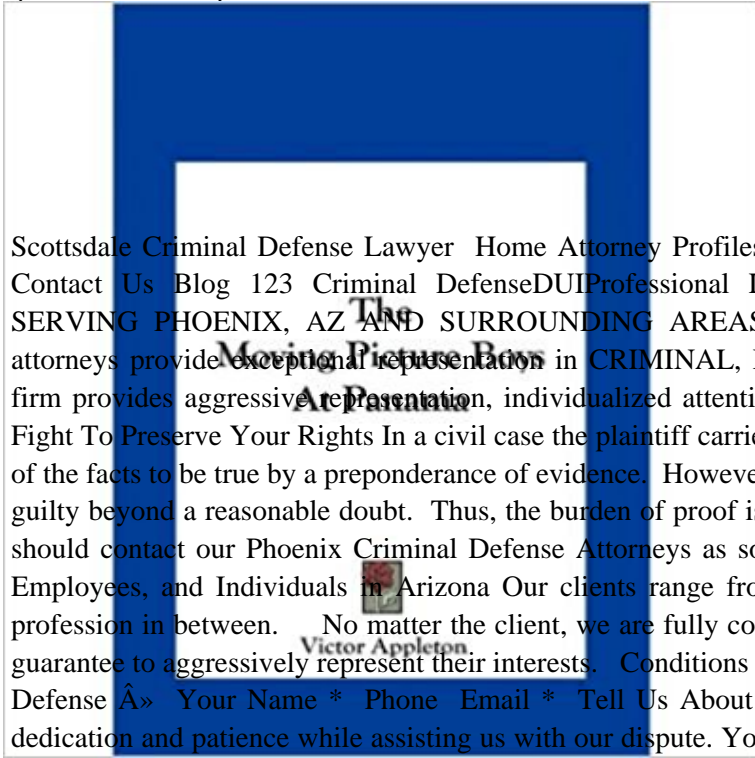 Scottsdale Criminal Defense Lawyer Home Attorney Profiles
Contact Us Blog 123 Criminal DefenseDUIProfessional
The
SERVING PHOENIX, AZ AND SURROUNDING AREAS
attorneys provide exceptional representation in CRIMINAL,
Moving Picture Boys
firm provides aggressive representation, individualized attenti
At Panama
Fight To Preserve Your Rights In a civil case the plaintiff carrie
of the facts to be true by a preponderance of evidence. Howeve
guilty beyond a reasonable doubt. Thus, the burden of proof is
should contact our Phoenix Criminal Defense Attorneys as so
Employees, and Individuals in Arizona Our clients range fro
profession in between. No matter the client, we are fully co
Victor Appleton
guarantee to aggressively represent their interests. Conditions
Defense Â» Your Name * Phone Email * Tell Us About
dedication and patience while assisting us with our dispute. Yo